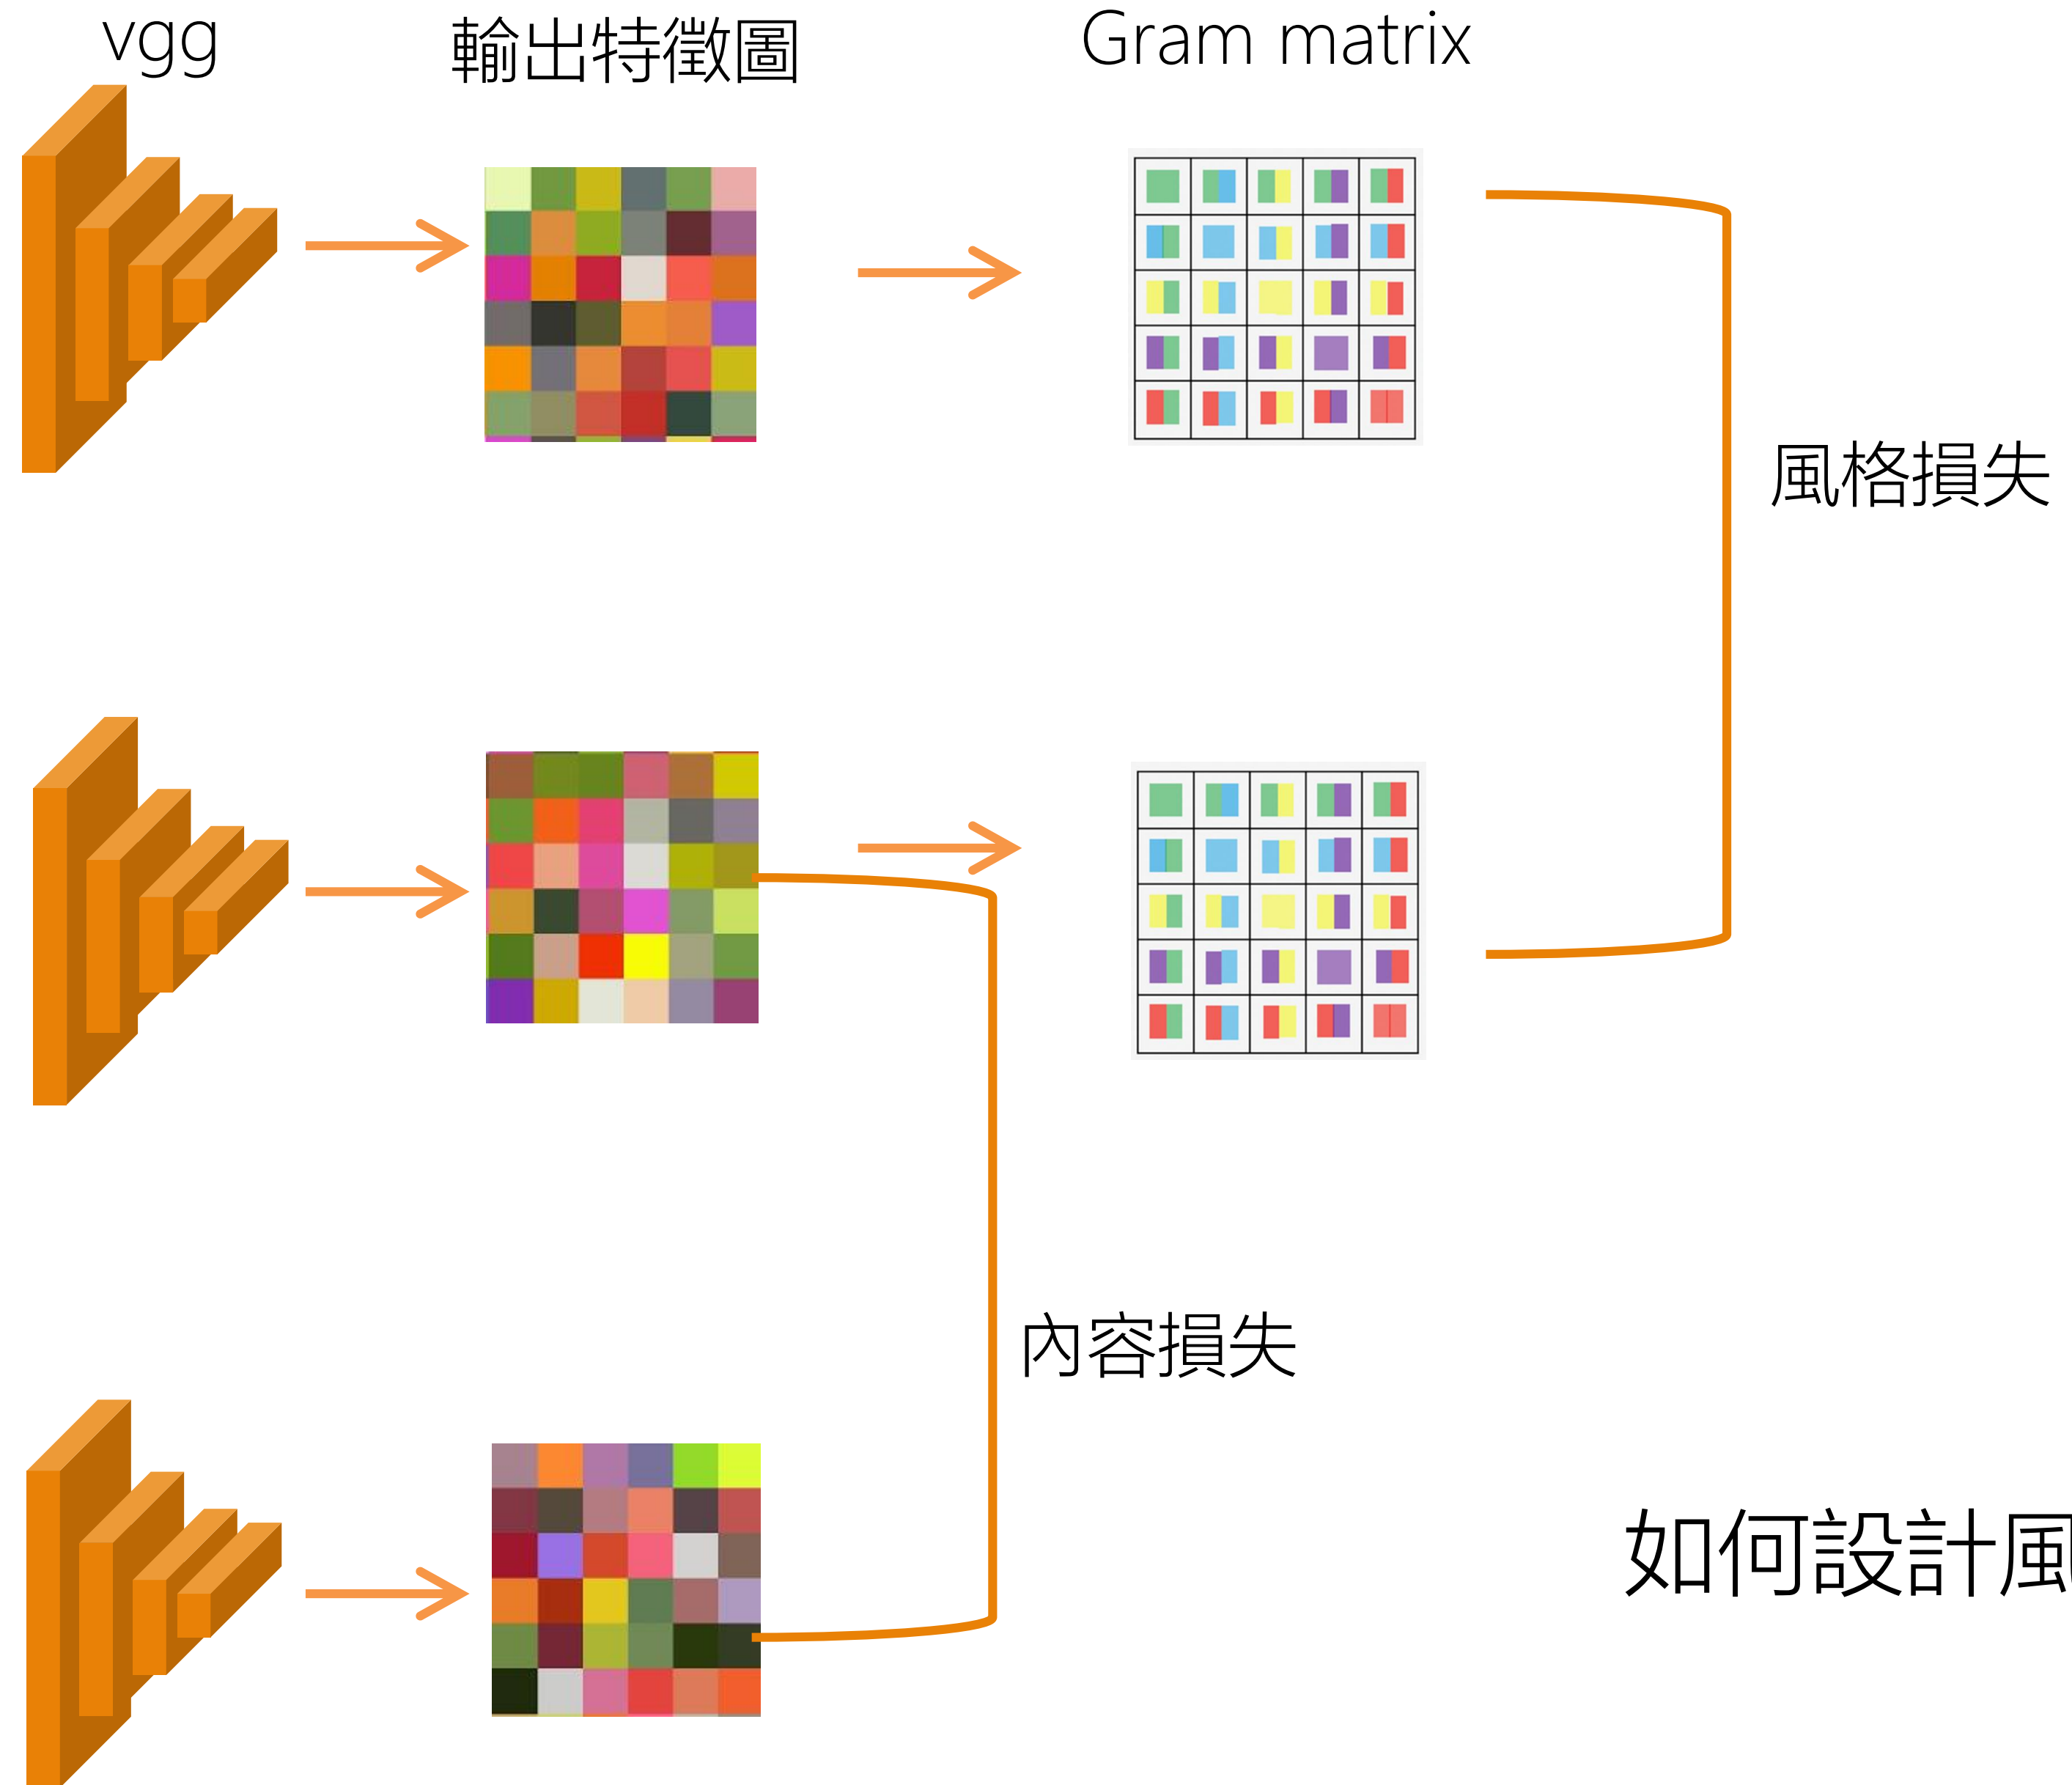 vgg
輸出特徵圖
Gram matrix
風格損失
內容損失
如何設計風